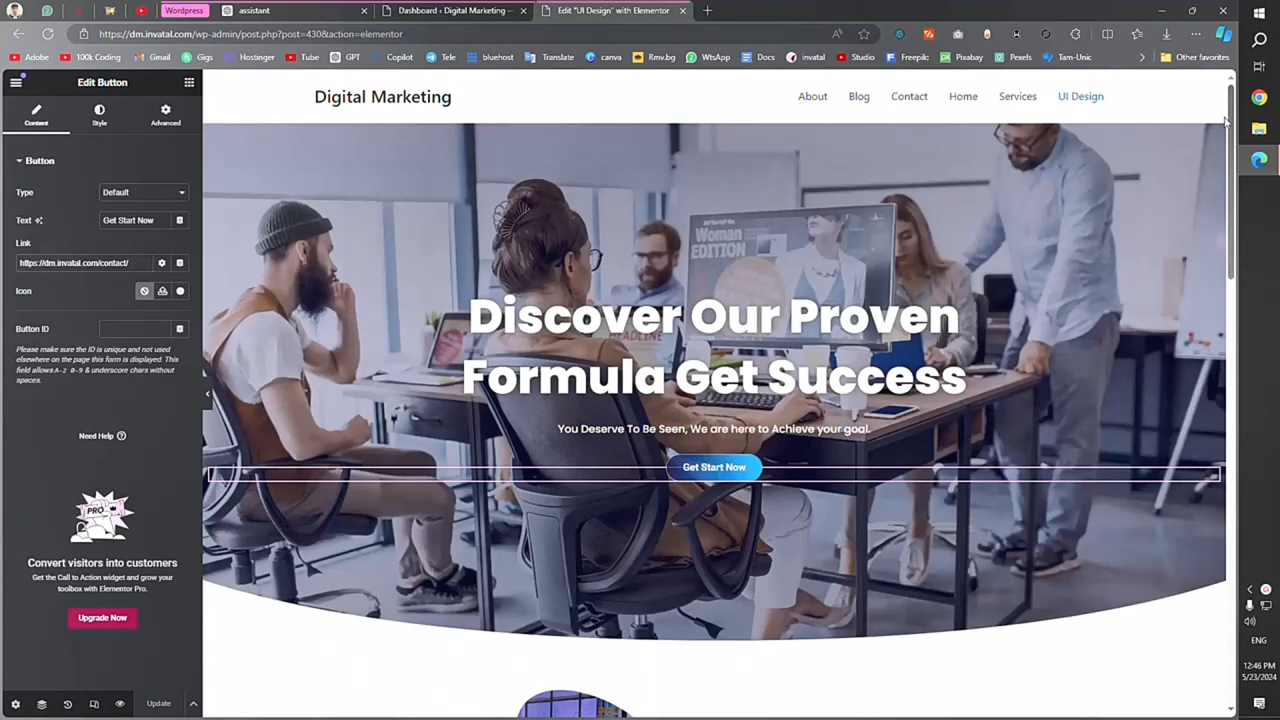 Wordpress
assistant
Dashboard ‹ Digital Marketing —
Edit "UI Design" with Elementor
https://dm.invatal.com/wp-admin/post.php?post=430&action=elementor
Adobe
100k Coding
Gmail
Gigs
Hostinger
Tube
GPT
Copilot
Tele
bluehost
Translate
canva
Rmv.bg
WtsApp
Docs
invatal
Studio
Freepik
Pixabay
Pexels
Tam-Unic
Other favorites
Edit Button
Content
Style
Advanced
Button
Type
Default
Text
Get Start Now
Link
https://dm.invatal.com/contact/
Icon
Button ID
Please make sure the ID is unique and not used
elsewhere on the page this form is displayed. This
field allows A-z 0-9 & underscore chars without
spaces.
Need Help
PRO
Convert visitors into customers
Get the Call to Action widget and grow your
toolbox with Elementor Pro.
Upgrade Now
Update
Digital Marketing
About
Blog
Contact
Home
Services
UI Design
Woman
EDITION
HEADLINE
Discover Our Proven
Formula Get Success
You Deserve To Be Seen, We are here to Achieve your goal.
Get Start Now
ENG
12:46 PM
5/23/2024